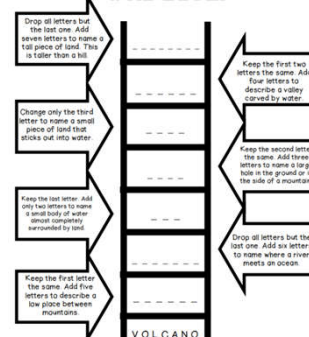 Drop all letters but
the last one. Add
seven letters to name a
tall piece of land. This
is taller than a hill.
Keep the first two
letters the same. Add
four letters to
describe a valley
carved by water.
Change only the third
letter to name a small
piece of land that
sticks out into water.
Keep the second letter
the same. Add three
letters to name a large
hole in the ground or in
the side of a mountain.
Keep the last letter. Add
only two letters to name
a small body of water
almost completely
surrounded by land.
Drop all letters but the
last one. Add six letters
to name where a river
meets an ocean.
Keep the first letter
the same. Add five
letters to describe a
low place between
mountains.
VOLCANO